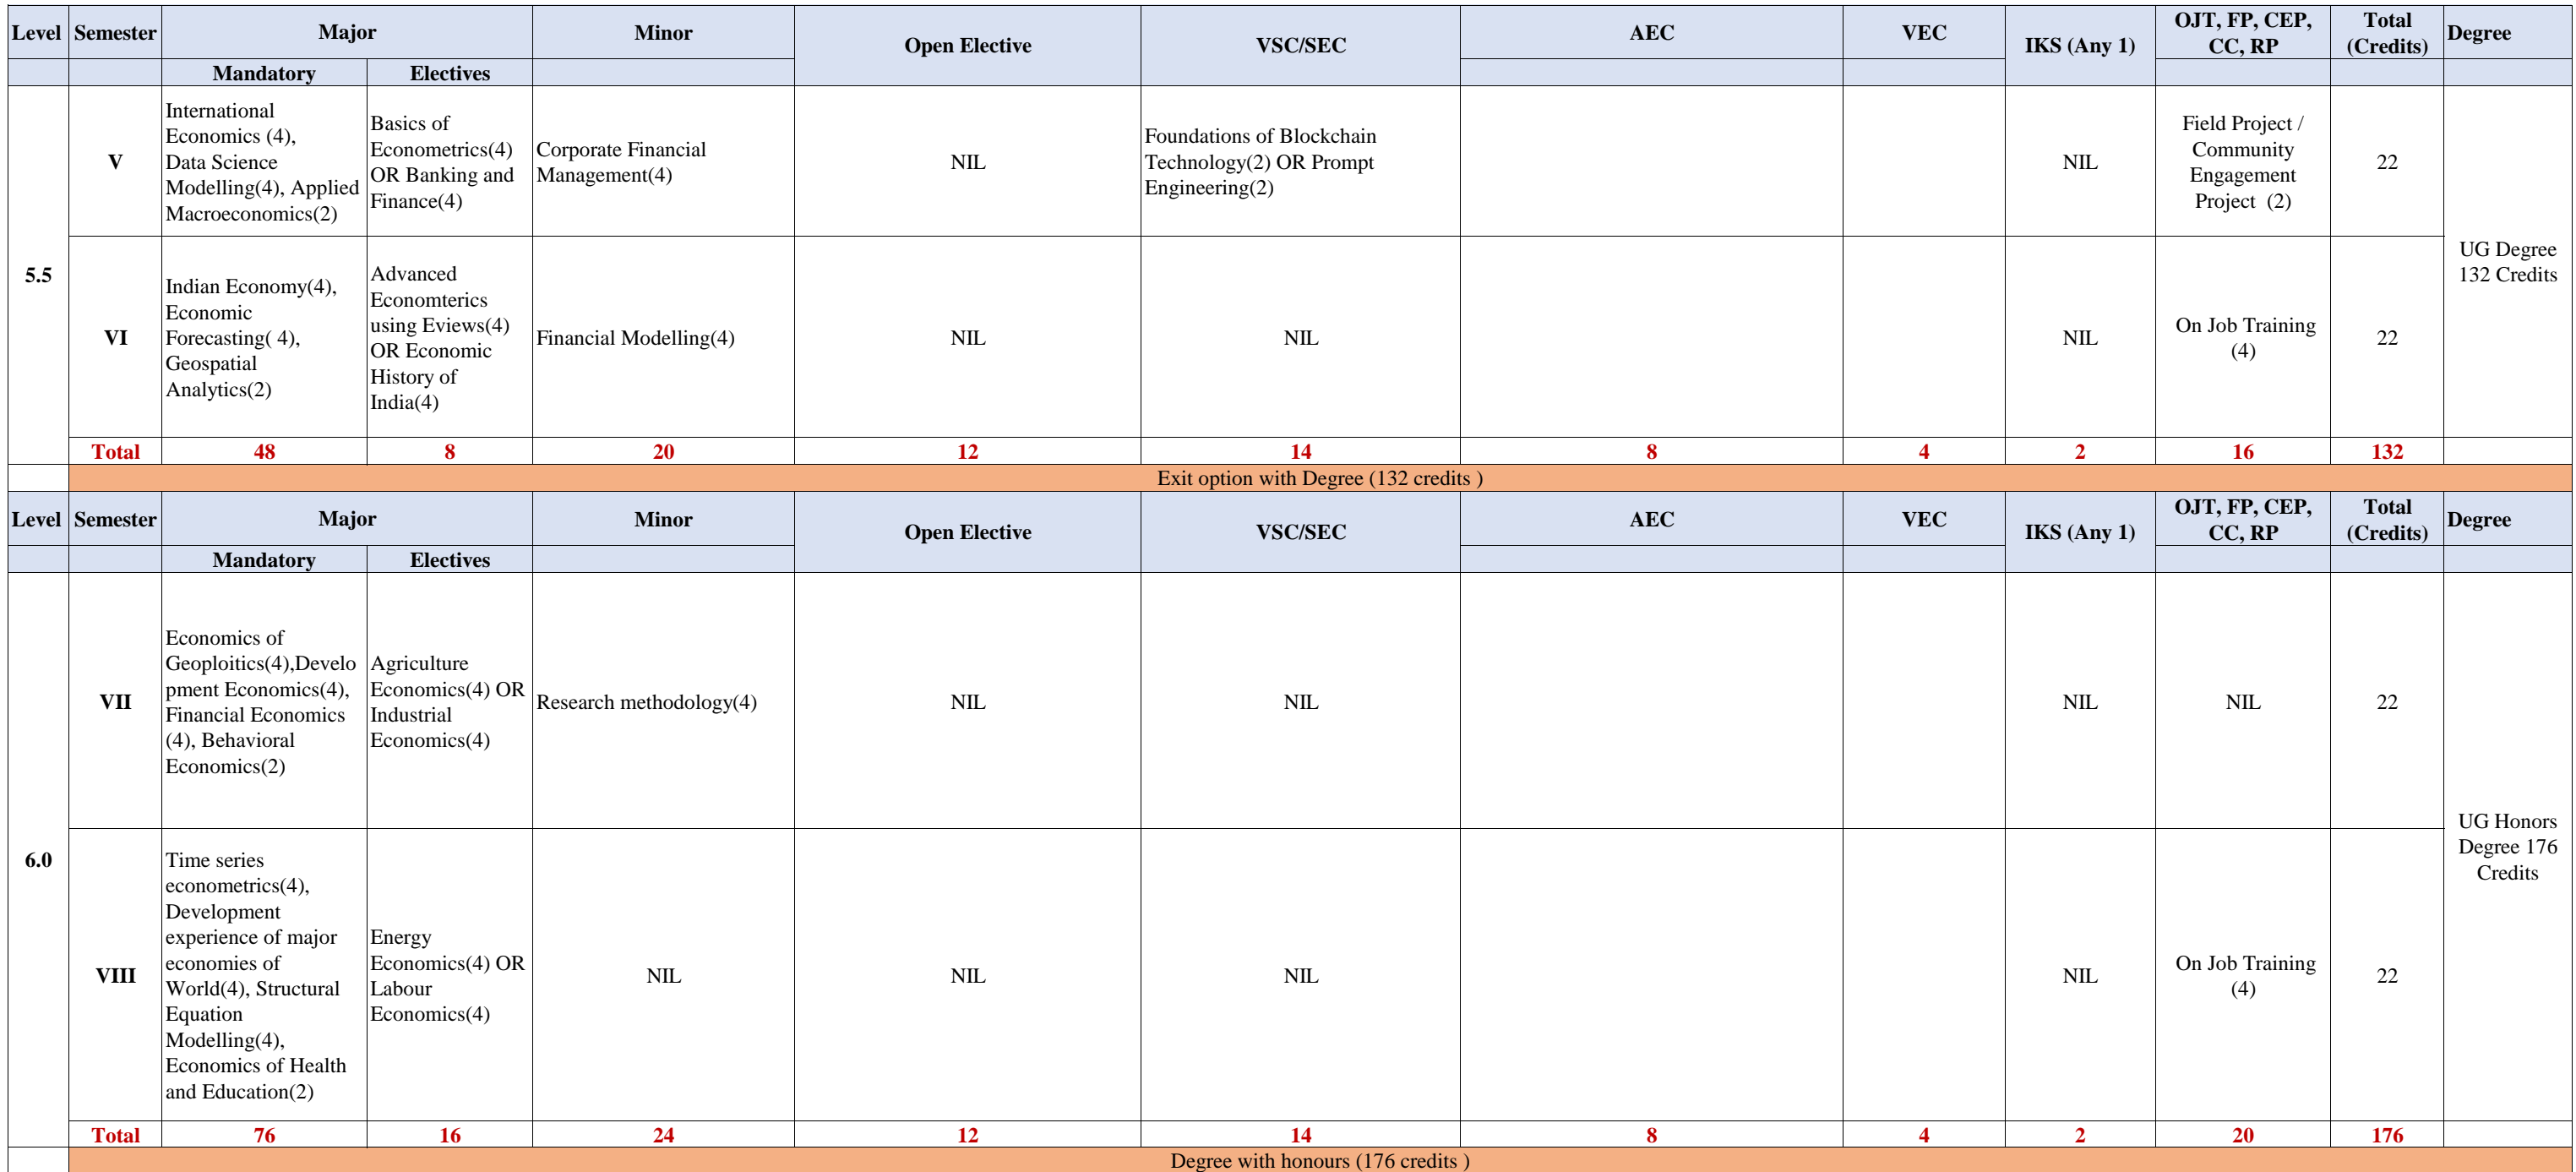 Level Semester Major Minor Open Elective VSC/SEC AEC VEC IKS (Any 1) OJT, FP, CEP, CC, RP Total (Credits) Degree
Mandatory Electives
5.5
V
International
Economics (4),
Data Science
Modelling(4), Applied
Macroeconomics(2)
Basics of
Econometrics(4)
OR Banking and
Finance(4)
Corporate Financial
Management(4)
NIL
Foundations of Blockchain
Technology(2) OR Prompt
Engineering(2)
NIL
Field Project /
Community
Engagement
Project (2)
22
UG Degree
132 Credits
VI
Indian Economy(4),
Economic
Forecasting( 4),
Geospatial
Analytics(2)
Advanced
Economterics
using Eviews(4)
OR Economic
History of
India(4)
Financial Modelling(4)
NIL
NIL
NIL
On Job Training
(4)
22
Total 48 8 20 12 14 8 4 2 16 132
Exit option with Degree (132 credits )
Level Semester Major Minor Open Elective VSC/SEC AEC VEC IKS (Any 1) OJT, FP, CEP, CC, RP Total (Credits) Degree
Mandatory Electives
6.0
VII
Economics of
Geoploitics(4),Develo
pment Economics(4),
Financial Economics
(4), Behavioral
Economics(2)
Agriculture
Economics(4) OR
Industrial
Economics(4)
Research methodology(4)
NIL
NIL
NIL
NIL
22
UG Honors
Degree 176
Credits
VIII
Time series
econometrics(4),
Development
experience of major
economies of
World(4), Structural
Equation
Modelling(4),
Economics of Health
and Education(2)
Energy
Economics(4) OR
Labour
Economics(4)
NIL
NIL
NIL
NIL
On Job Training
(4)
22
Total 76 16 24 12 14 8 4 2 20 176
Degree with honours (176 credits )